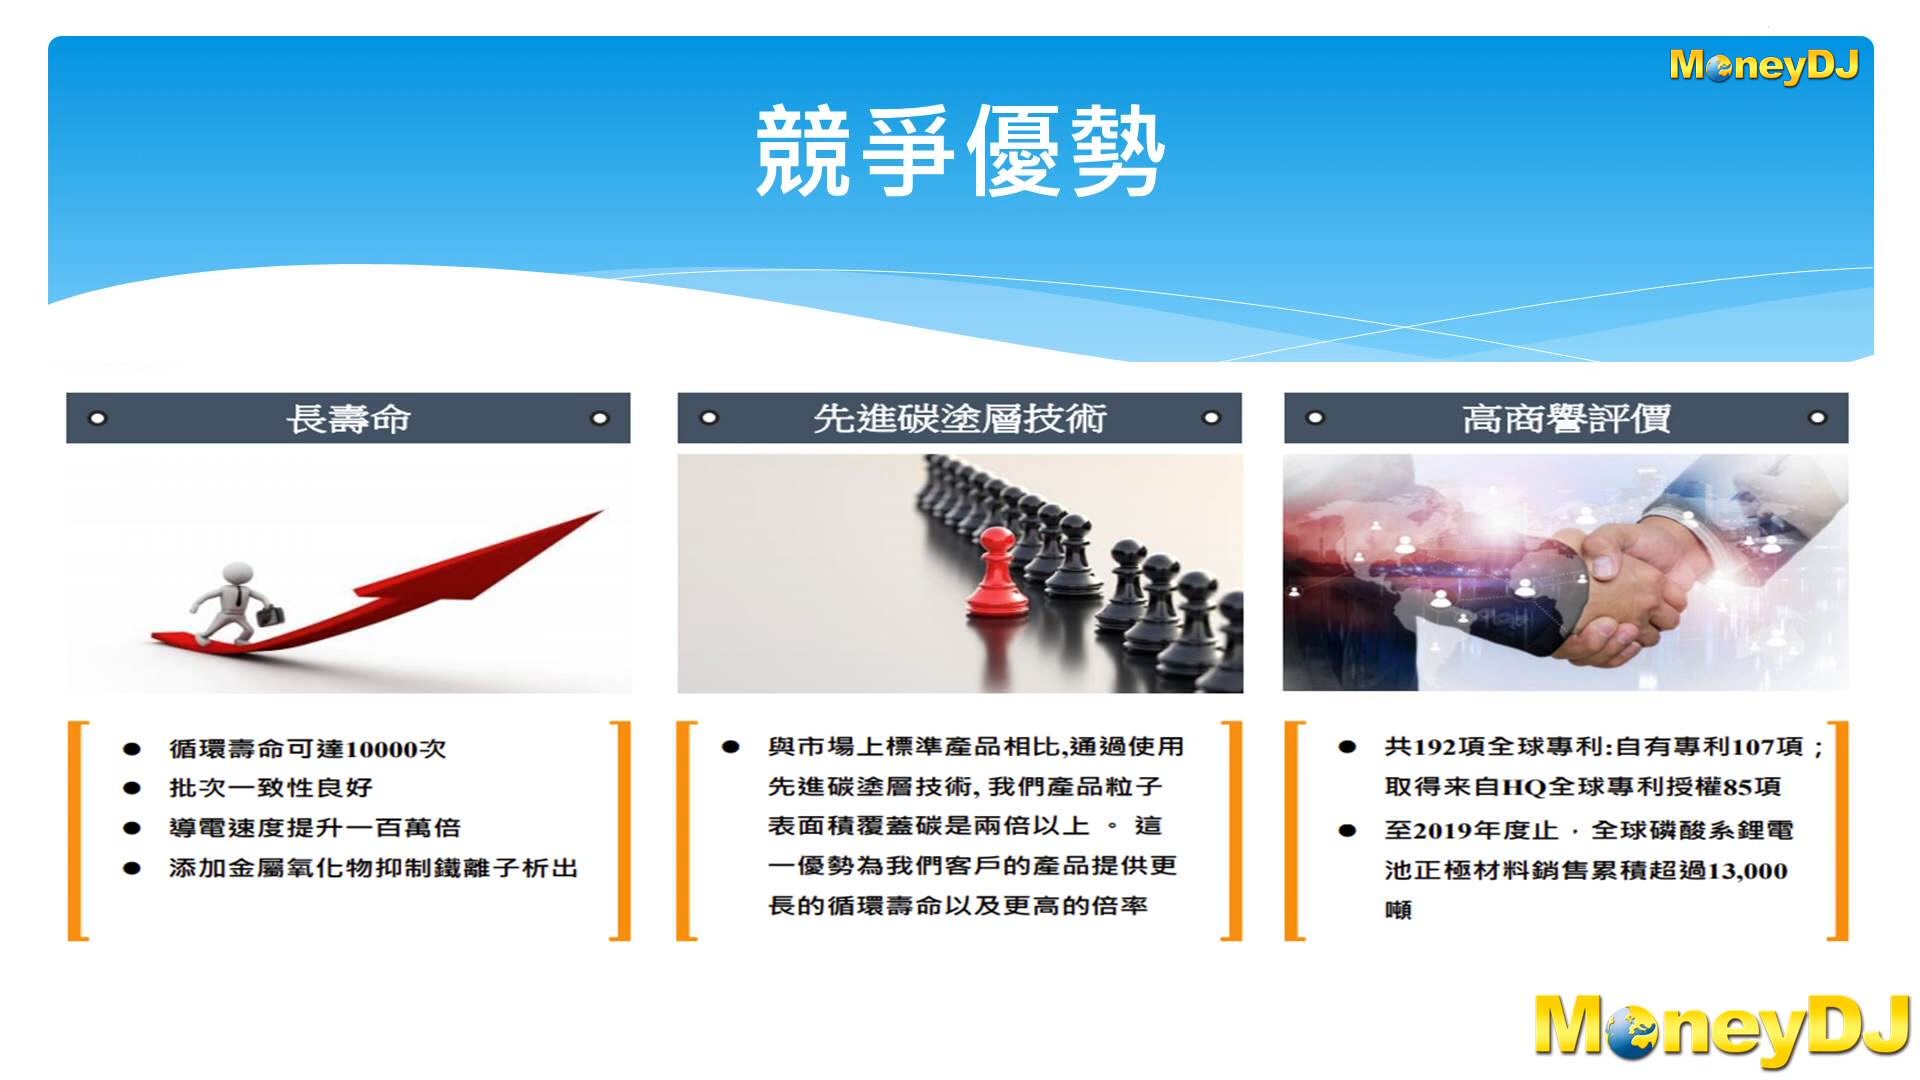 MoneyDJ
競爭優勢
長壽命
先進碳塗層技術
高商譽評價
● 循環壽命可達10000次
● 批次一致性良好
● 導電速度提升一百萬倍
● 添加金屬氧化物抑制鐵離子析出
● 與市場上標準產品相比,通過使用
先進碳塗層技術, 我們產品粒子
表面積覆蓋碳是兩倍以上 。 這
一優勢為我們客戶的產品提供更
長的循環壽命以及更高的倍率
● 共192項全球專利:自有專利107項；
取得来自HQ全球專利授權85項
● 至2019年度止，全球磷酸系鋰電
池正極材料銷售累積超過13,000
噸
MoneyDJ